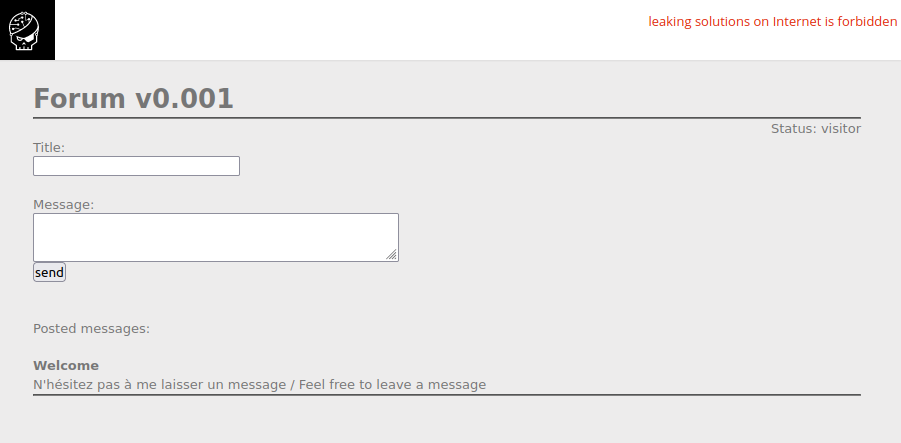 leaking solutions on Internet is forbidden
Forum v0.001
Status: visitor
Title:
Message:
send
Posted messages:
Welcome
N'hésitez pas à me laisser un message / Feel free to leave a message